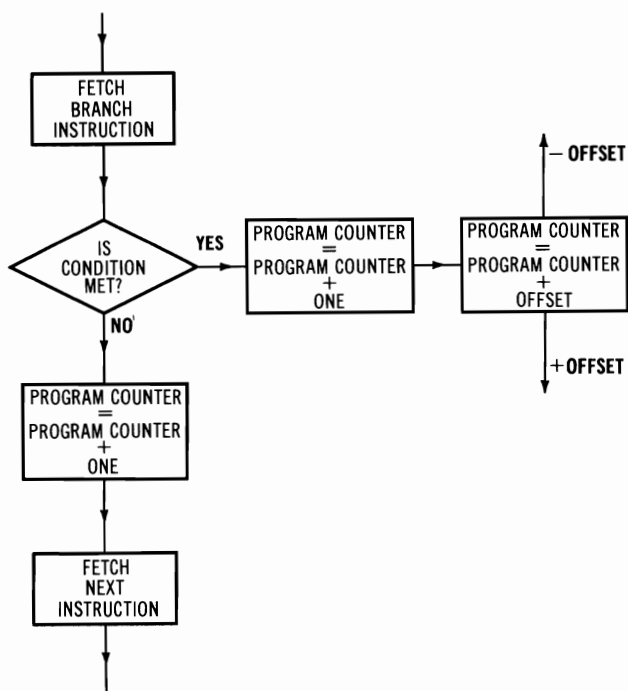 FETCH
BRANCH
INSTRUCTION
IS
CONDITION
MET?
YES
NO
PROGRAM COUNTER
=
PROGRAM COUNTER
+
ONE
PROGRAM COUNTER
=
PROGRAM COUNTER
+
OFFSET
− OFFSET
+ OFFSET
PROGRAM COUNTER
=
PROGRAM COUNTER
+
ONE
FETCH
NEXT
INSTRUCTION